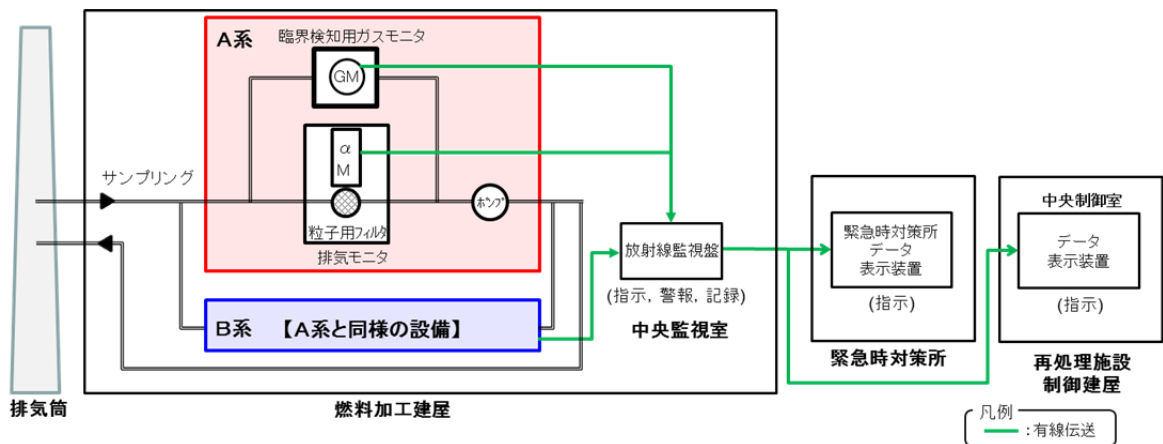 A系
臨界検知用ガスモニタ
GM
α
M
サンプリング
ポンプ
粒子用フィルタ
排気モニタ
B系 【A系と同様の設備】
放射線監視盤
(指示, 警報, 記録)
中央監視室
緊急時対策所
データ
表示装置
(指示)
緊急時対策所
中央制御室
データ
表示装置
(指示)
再処理施設
制御建屋
排気筒
燃料加工建屋
凡例
:有線伝送